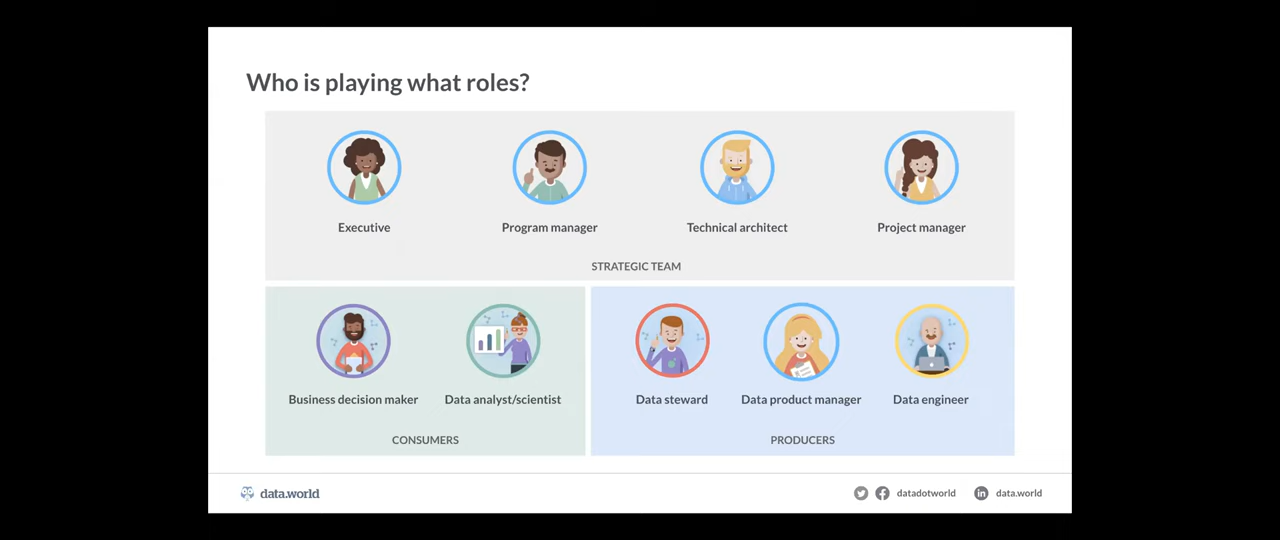 Who is playing what roles?
Executive
Program manager
Technical architect
Project manager
STRATEGIC TEAM
Business decision maker
Data analyst/scientist
CONSUMERS
Data steward
Data product manager
Data engineer
PRODUCERS
data.world
datadotworld
in
data.world